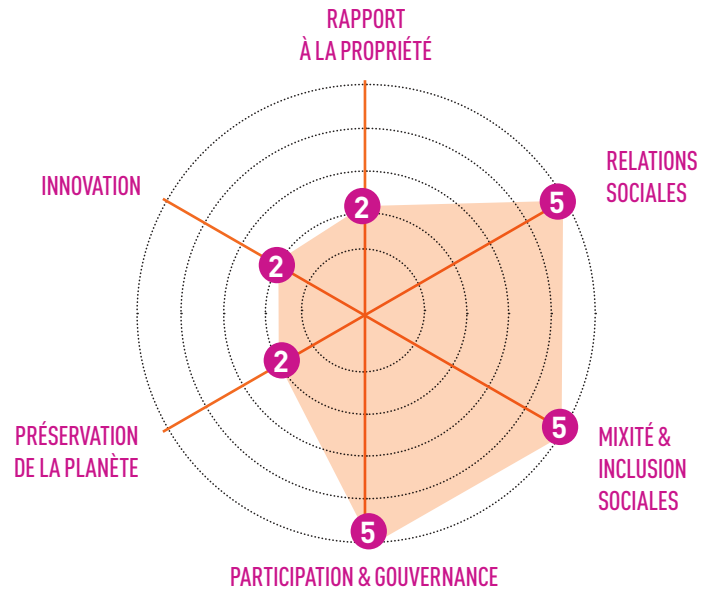 RAPPORT
À LA PROPRIÉTÉ
RELATIONS
SOCIALES
INNOVATION
5
2
2
2
PRÉSERVATION
DE LA PLANÈTE
5
MIXITÉ &
INCLUSION
SOCIALES
5
PARTICIPATION & GOUVERNANCE